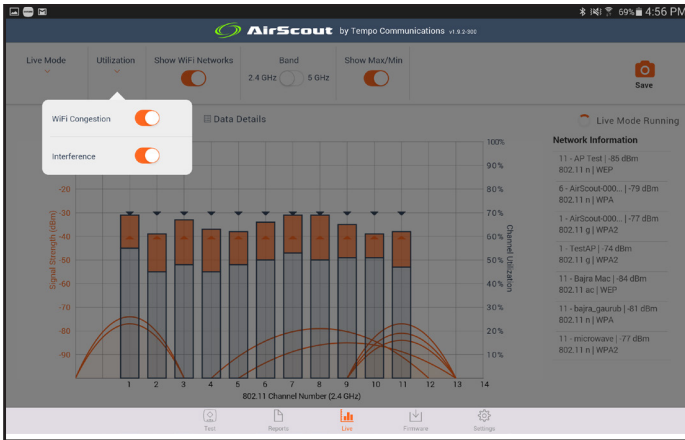 69% 4:56 PM
AirScout by Tempo Communications v1.9.2-300
Live Mode
Utilization
Show WiFi Networks
Band
Show Max/Min
2.4 GHz
5 GHz
Save
WiFi Congestion
Interference
Data Details
Live Mode Running
Network Information
11 - AP Test | -85 dBm
802.11 n | WEP
6 - AirScout-000... | -79 dBm
802.11 n | WPA
1 - AirScout-000... | -77 dBm
802.11 g | WPA2
1 - TestAP | -74 dBm
802.11 g | WPA2
11 - Bajra Mac | -84 dBm
802.11 ac | WEP
11 - bajra_gaurub | -81 dBm
802.11 n | WPA
11 - microwave | -77 dBm
802.11 n | WPA2
Signal Strength (dBm)
-20
-30
-40
-50
-60
-70
-80
-90
100%
90%
80%
70%
60%
50%
40%
30%
20%
10%
Channel Utilization
1 2 3 4 5 6 7 8 9 10 11 12 13 14
802.11 Channel Number (2.4 GHz)
Test
Reports
Live
Firmware
Settings